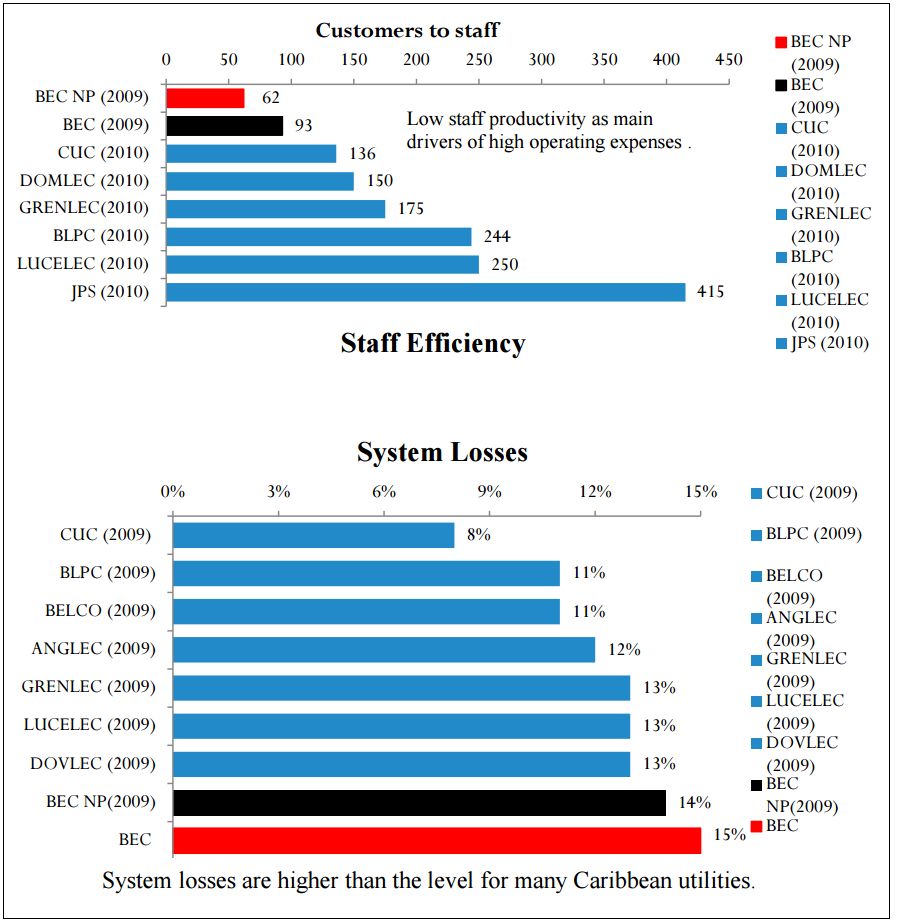 Customers to staff
0 50 100 150 200 250 300 350 400 450
BEC NP (2009) 62
BEC (2009) 93
CUC (2010) 136
DOMLEC (2010) 150
GRENLEC(2010) 175
BLPC (2010) 244
LUCELEC (2010) 250
JPS (2010) 415
Low staff productivity as main
drivers of high operating expenses .
BEC NP
(2009)
BEC
(2009)
CUC
(2010)
DOMLEC
(2010)
GRENLEC
(2010)
BLPC
(2010)
LUCELEC
(2010)
JPS (2010)
Staff Efficiency
System Losses
0% 3% 6% 9% 12% 15%
CUC (2009) 8%
BLPC (2009) 11%
BELCO (2009) 11%
ANGLEC (2009) 12%
GRENLEC (2009) 13%
LUCELEC (2009) 13%
DOVLEC (2009) 13%
BEC NP(2009) 14%
BEC 15%
CUC (2009)
BLPC (2009)
BELCO
(2009)
ANGLEC
(2009)
GRENLEC
(2009)
LUCELEC
(2009)
DOVLEC
(2009)
BEC
NP(2009)
BEC
System losses are higher than the level for many Caribbean utilities.